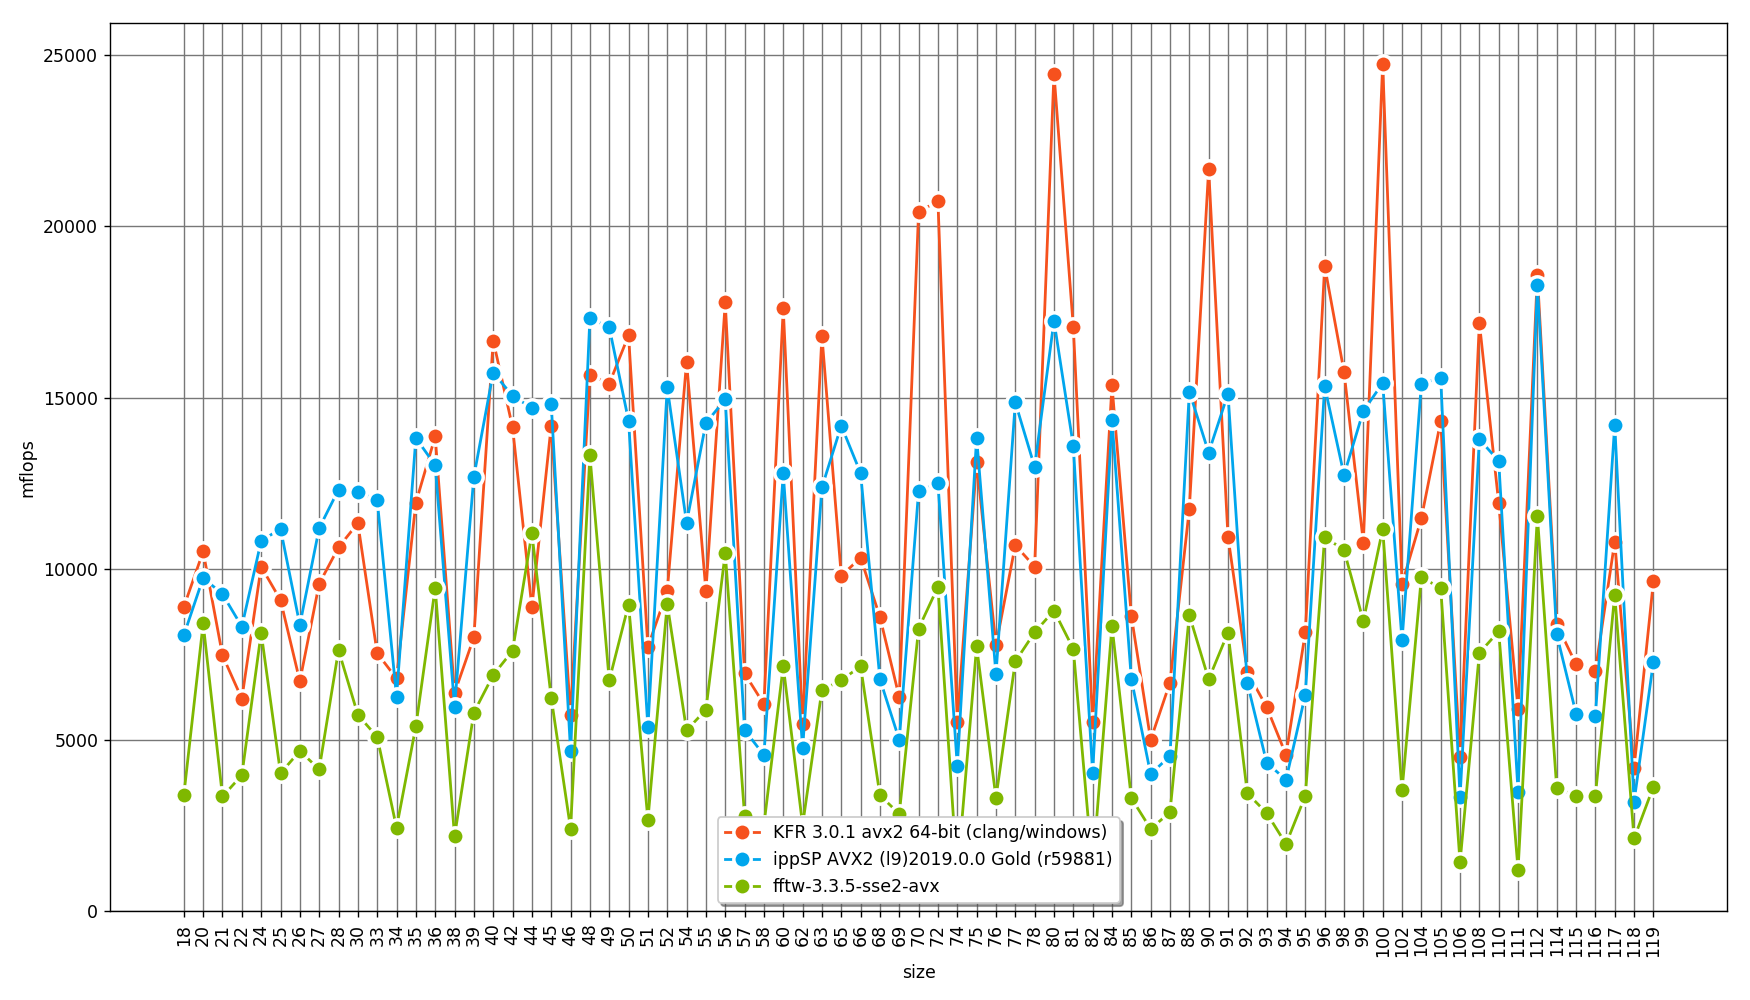 25000
20000
15000
10000
5000
0
mflops
KFR 3.0.1 avx2 64-bit (clang/windows)
ippSP AVX2 (l9)2019.0.0 Gold (r59881)
fftw-3.3.5-sse2-avx
18 20 21 22 24 25 26 27 28 30 33 34 35 36 38 39 40 42 44 45 46 48 49 50 51 52 54 55 56 57 58 60 62 63 65 66 68 69 70 72 74 75 76 77 78 80 81 82 84 85 86 87 88 90 91 92 93 94 95 96 98 99 100 102 104 105 106 108 110 111 112 114 115 116 117 118 119
size